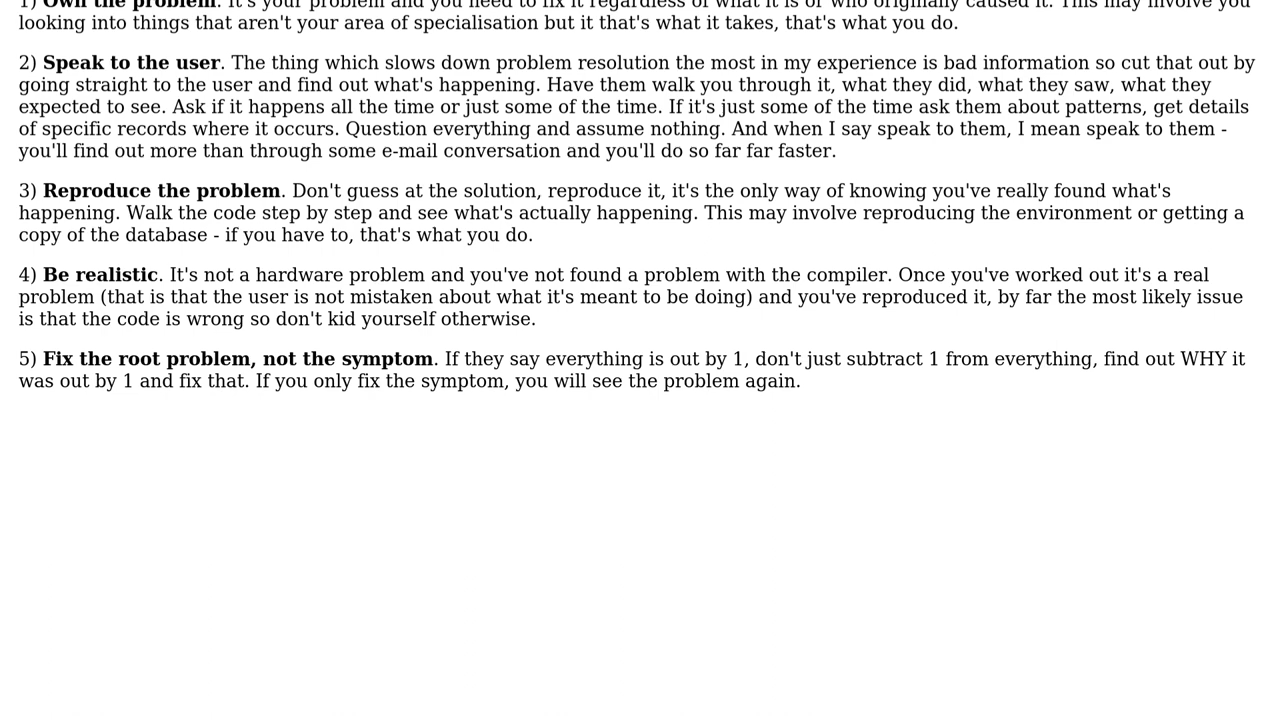 1) Own the problem. It's your problem and you need to fix it regardless of what it is or who originally caused it. This may involve you
looking into things that aren't your area of specialisation but it that's what it takes, that's what you do.
2) Speak to the user. The thing which slows down problem resolution the most in my experience is bad information so cut that out by
going straight to the user and find out what's happening. Have them walk you through it, what they did, what they saw, what they
expected to see. Ask if it happens all the time or just some of the time. If it's just some of the time ask them about patterns, get details
of specific records where it occurs. Question everything and assume nothing. And when I say speak to them, I mean speak to them -
you'll find out more than through some e-mail conversation and you'll do so far far faster.
3) Reproduce the problem. Don't guess at the solution, reproduce it, it's the only way of knowing you've really found what's
happening. Walk the code step by step and see what's actually happening. This may involve reproducing the environment or getting a
copy of the database - if you have to, that's what you do.
4) Be realistic. It's not a hardware problem and you've not found a problem with the compiler. Once you've worked out it's a real
problem (that is that the user is not mistaken about what it's meant to be doing) and you've reproduced it, by far the most likely issue
is that the code is wrong so don't kid yourself otherwise.
5) Fix the root problem, not the symptom. If they say everything is out by 1, don't just subtract 1 from everything, find out WHY it
was out by 1 and fix that. If you only fix the symptom, you will see the problem again.